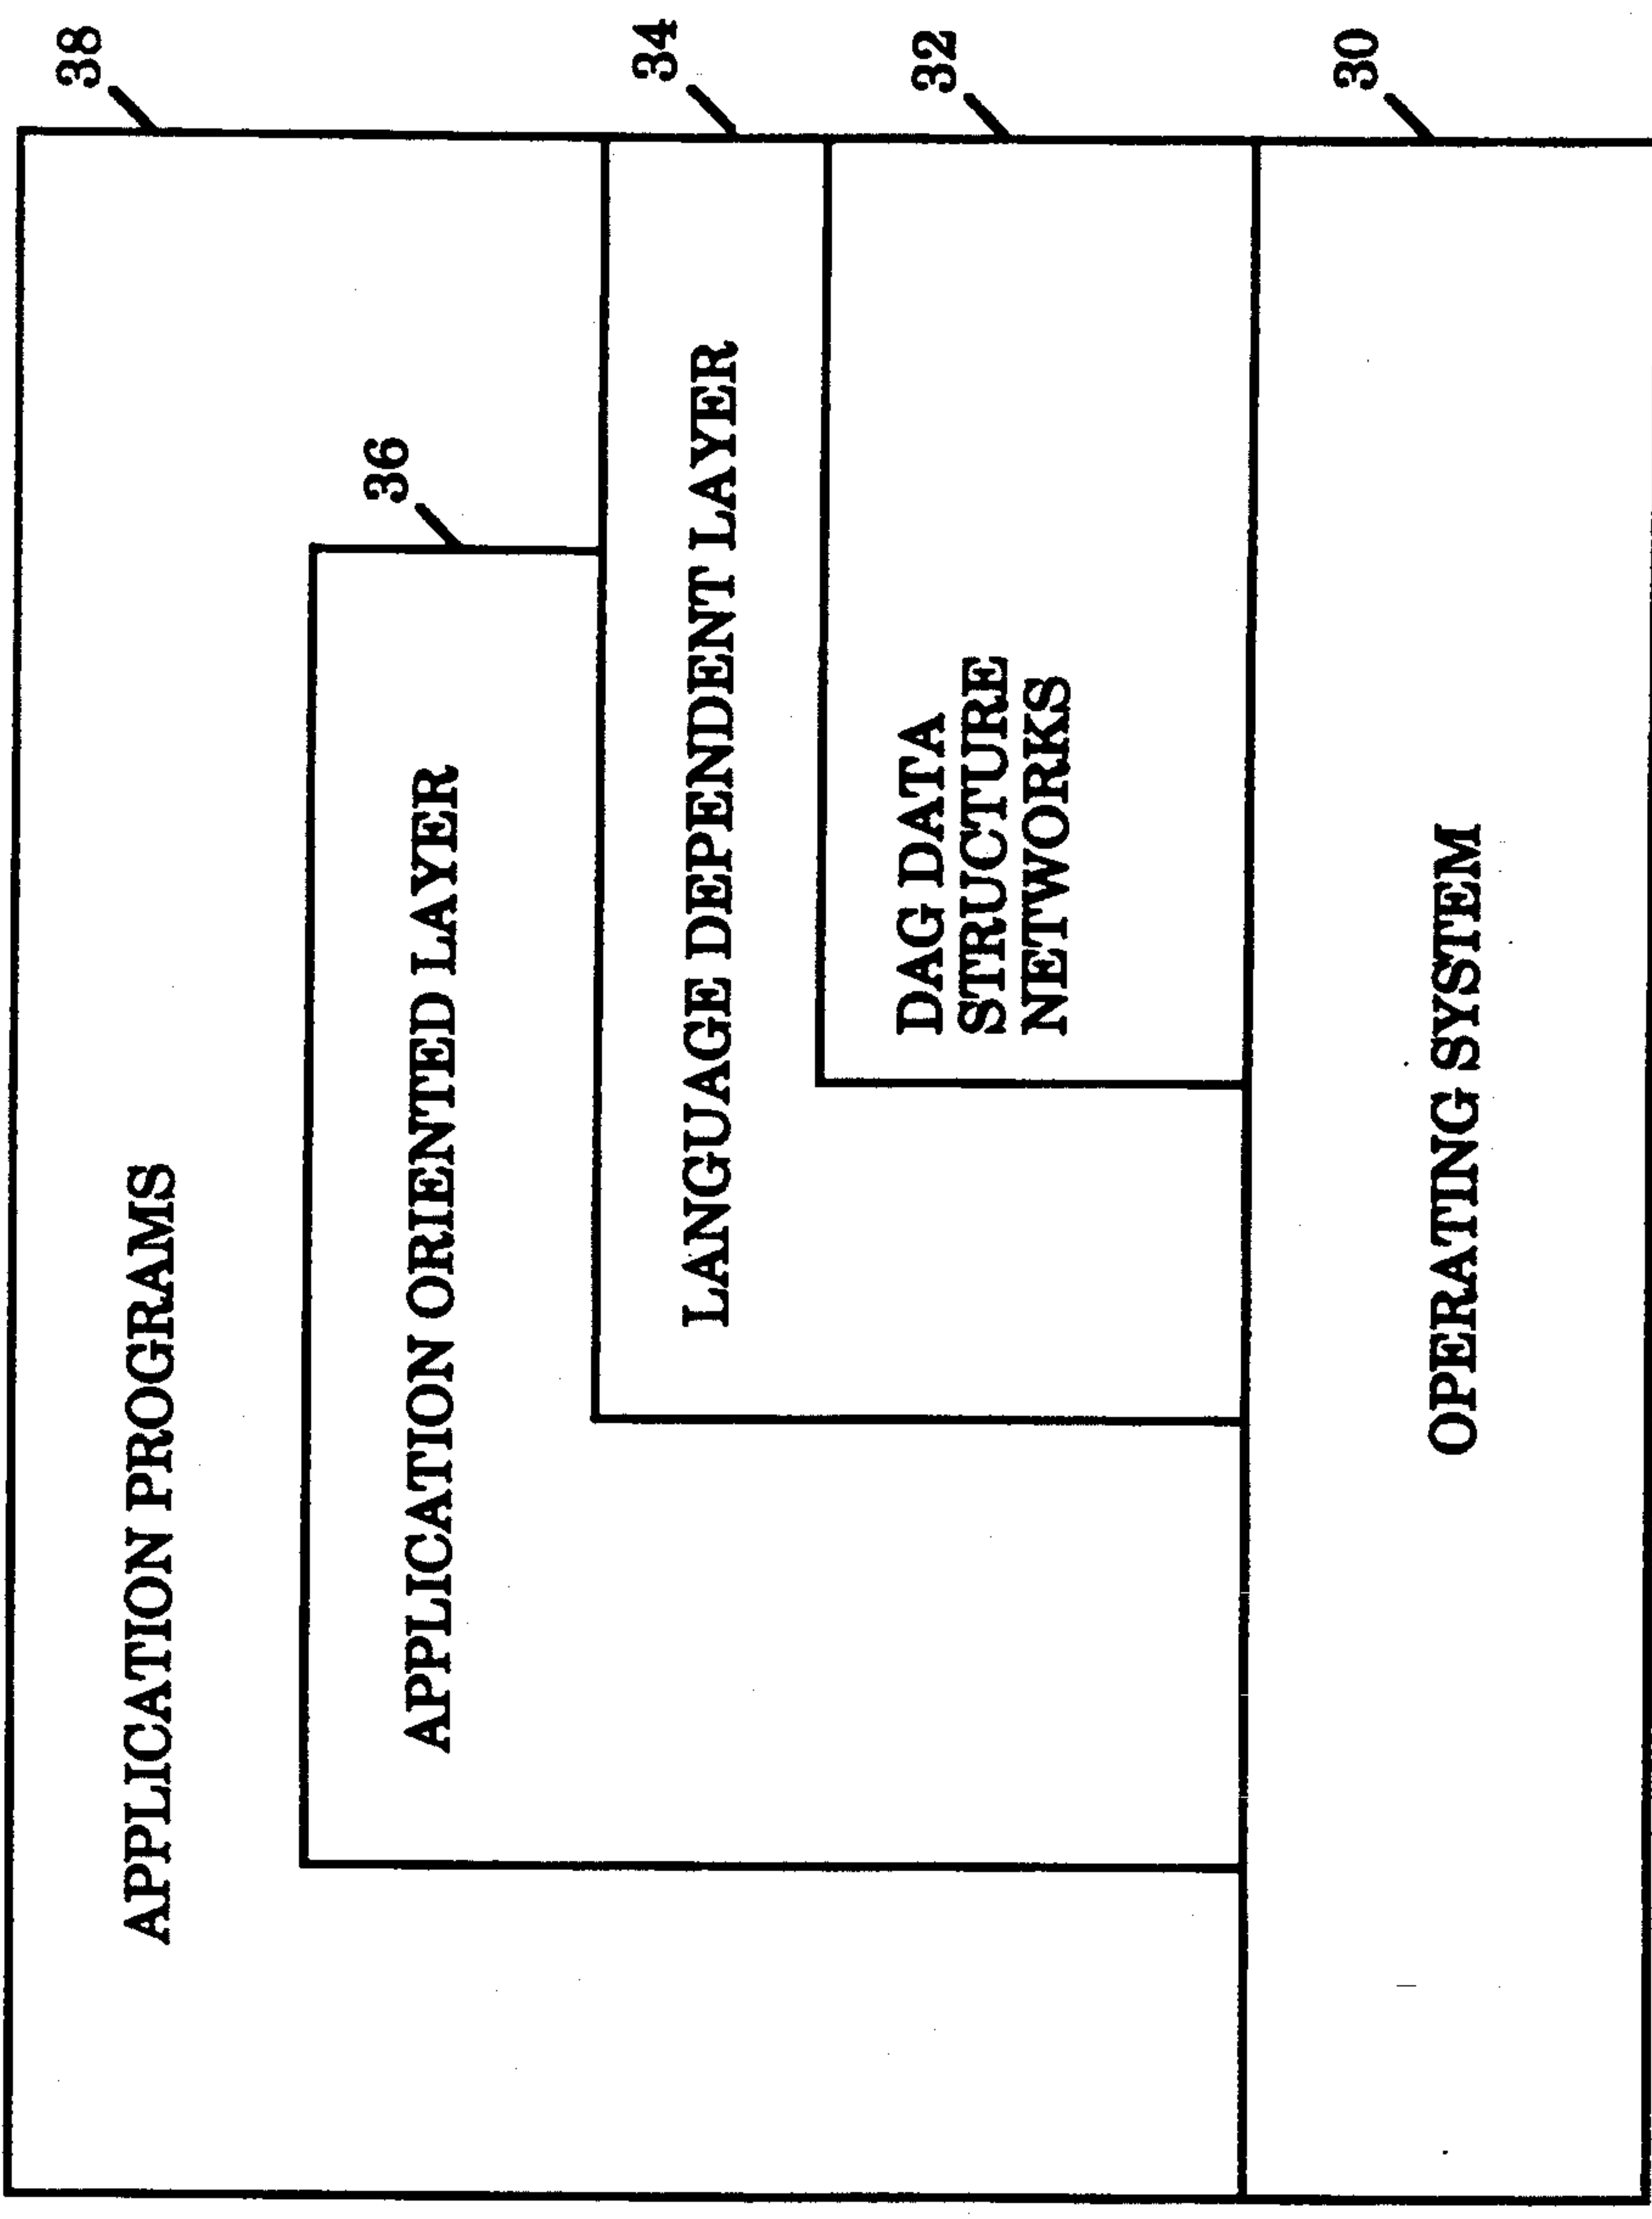 38
APPLICATION PROGRAMS
36
APPLICATION ORIENTED LAYER
34
LANGUAGE DEPENDENT LAYER
32
DAG DATA
STRUCTURE
NETWORKS
30
OPERATING SYSTEM